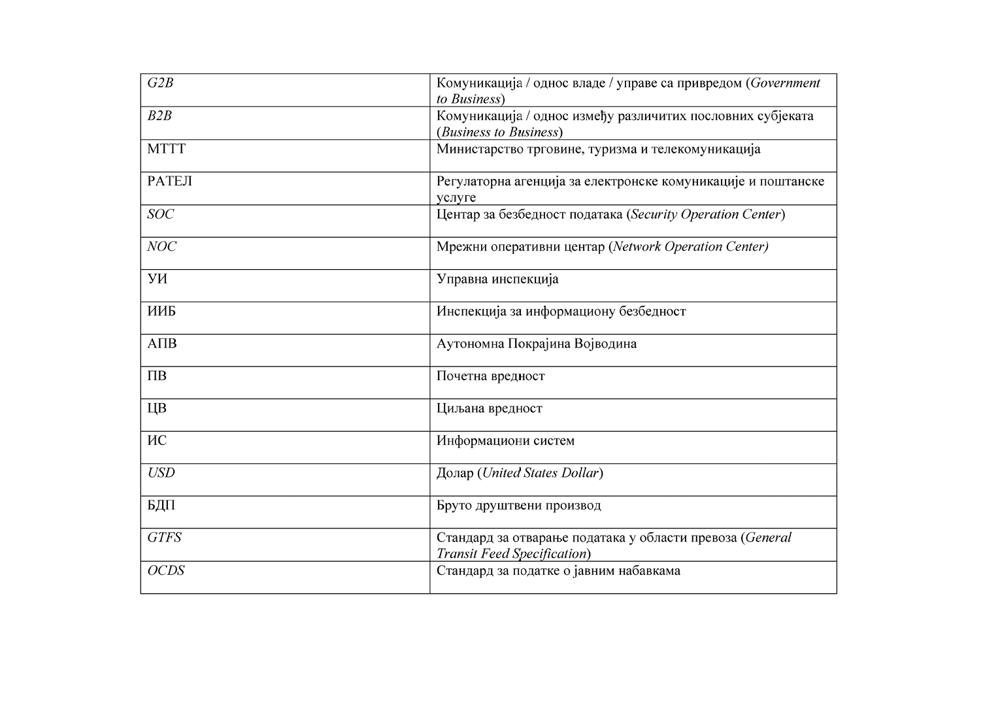 G2B
Комуникација / однос владе / управе са привредом (Government
to Business)
B2B
Комуникација / однос између различитих пословних субјеката
(Business to Business)
МТТТ
Министарство трговине, туризма и телекомуникација
РАТЕЛ
Регулаторна агенција за електронске комуникације и поштанске
услуге
SOC
Центар за безбедност података (Security Operation Center)
NOC
Мрежни оперативни центар (Network Operation Center)
УИ
Управна инспекција
ИИБ
Инспекција за информациону безбедност
АПВ
Аутономна Покрајина Војводина
ПВ
Почетна вредност
ЦВ
Циљана вредност
ИС
Информациони систем
USD
Долар (United States Dollar)
БДП
Бруто друштвени производ
GTFS
Стандард за отварање података у области превоза (General
Transit Feed Specification)
OCDS
Стандард за податке о јавним набавкама